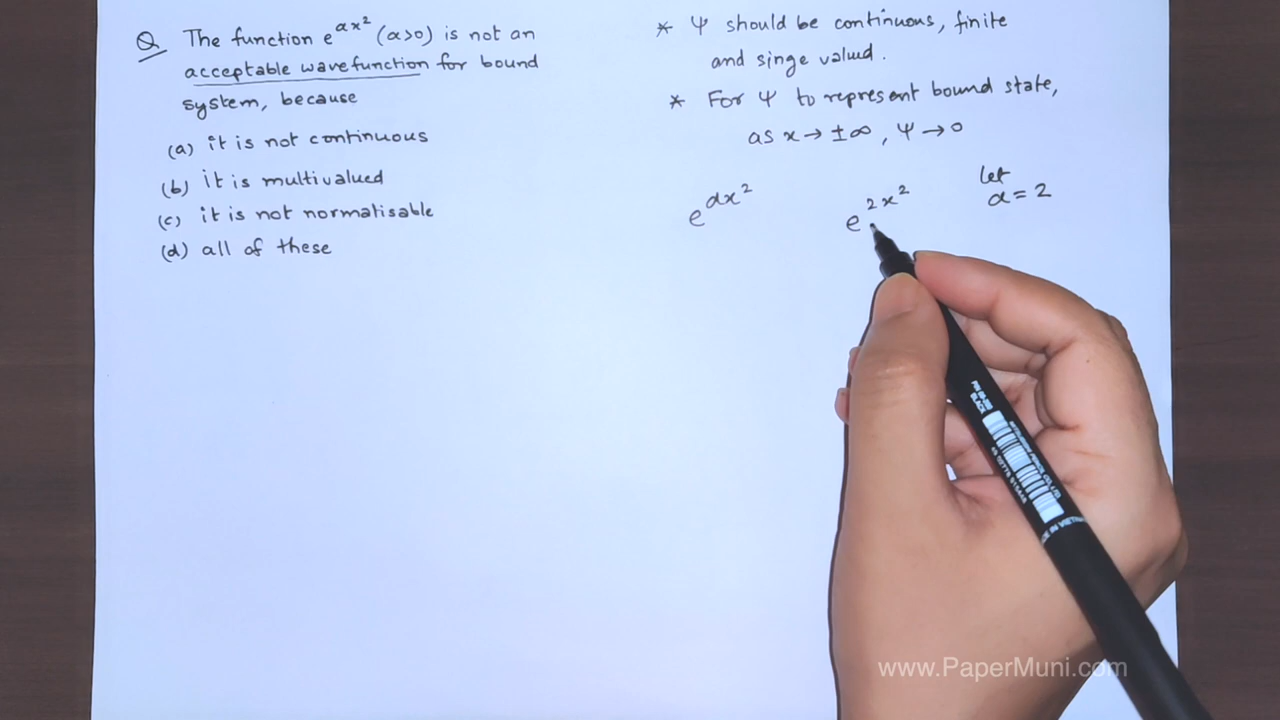 Q The function e^αx² (α>0) is not an
acceptable wavefunction for bound
system, because
(a) it is not continuous
(b) it is multivalued
(c) it is not normatisable
(d) all of these
* Ψ should be continuous, finite
and singe valued.
* For Ψ to represent bound state,
as x → ±∞, Ψ → 0
e^αx² e^2x² let
α = 2
www.PaperMuni.com